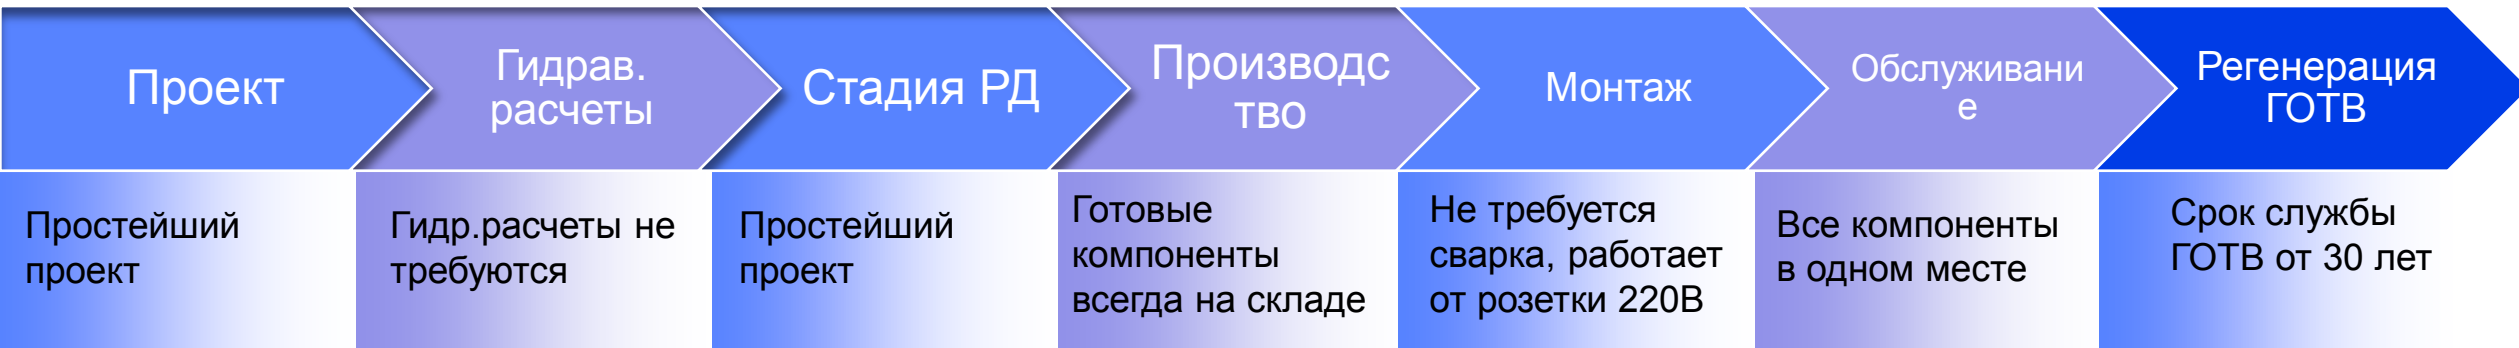 Проект
Гидрав.
расчеты
Стадия РД
Производс
тво
Монтаж
Обслуживани
е
Регенерация
ГОТВ
Простейший
проект
Гидр.расчеты не
требуются
Простейший
проект
Готовые
компоненты
всегда на складе
Не требуется
сварка, работает
от розетки 220В
Все компоненты
в одном месте
Срок службы
ГОТВ от 30 лет